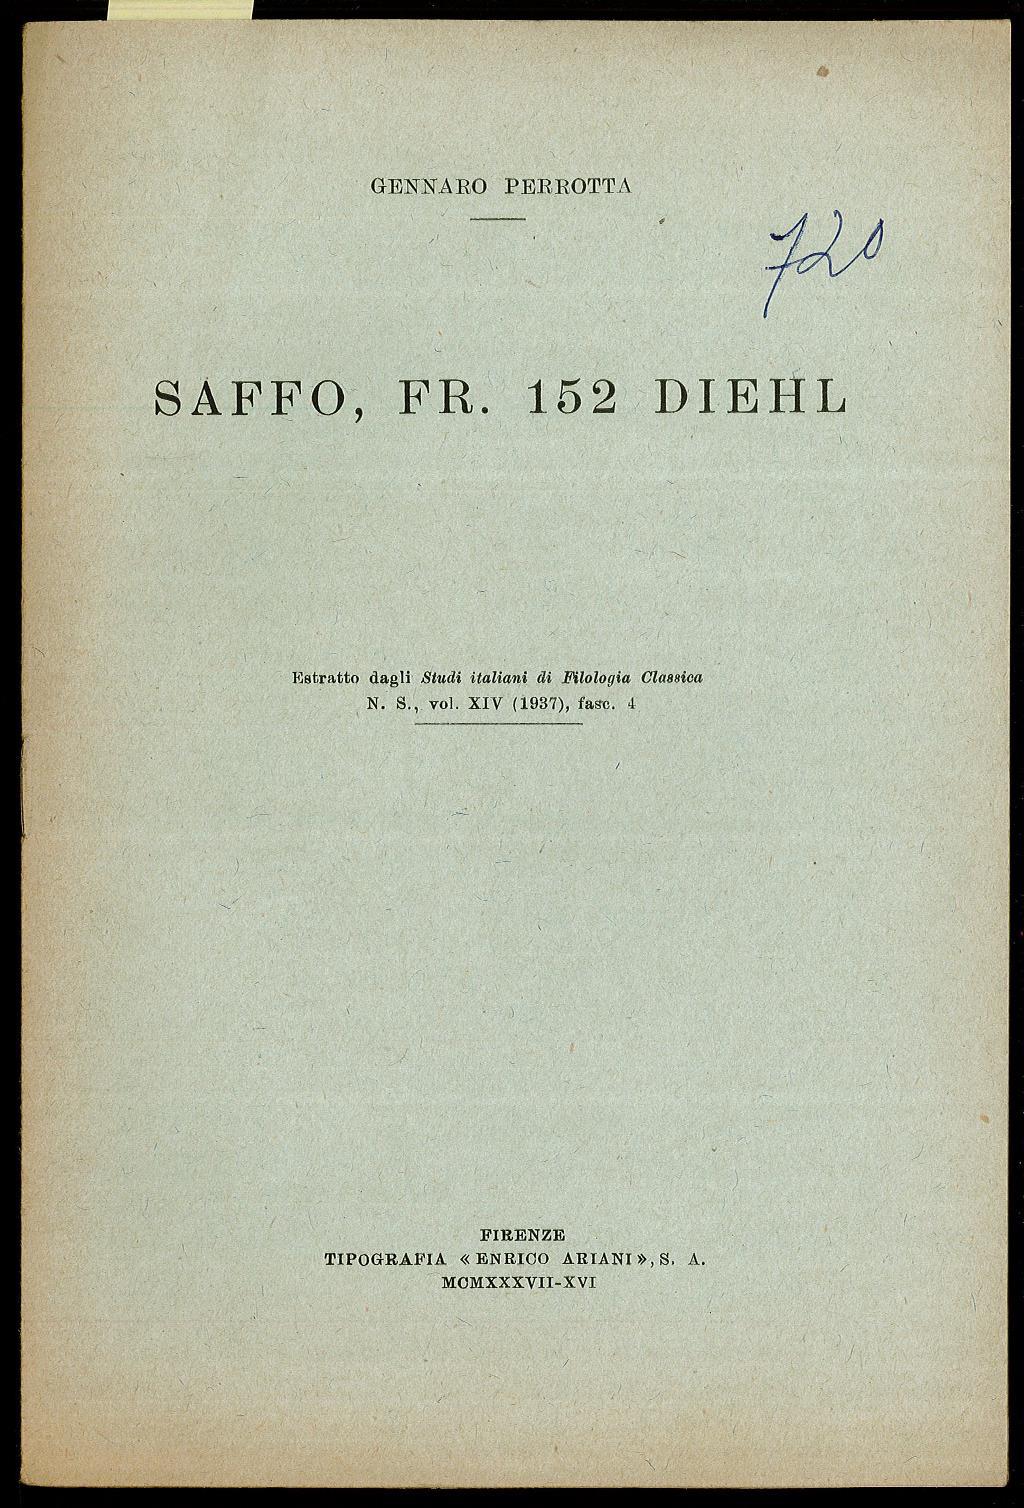 GENNARO PERROTTA
720
SAFFO, FR. 152 DIEHL
Estratto dagli Studi italiani di Filologia Classica
N. S., vol. XIV (1937), fasc. 4
FIRENZE
TIPOGRAFIA « ENRICO ARIANI », S. A.
MCMXXXVII-XVI